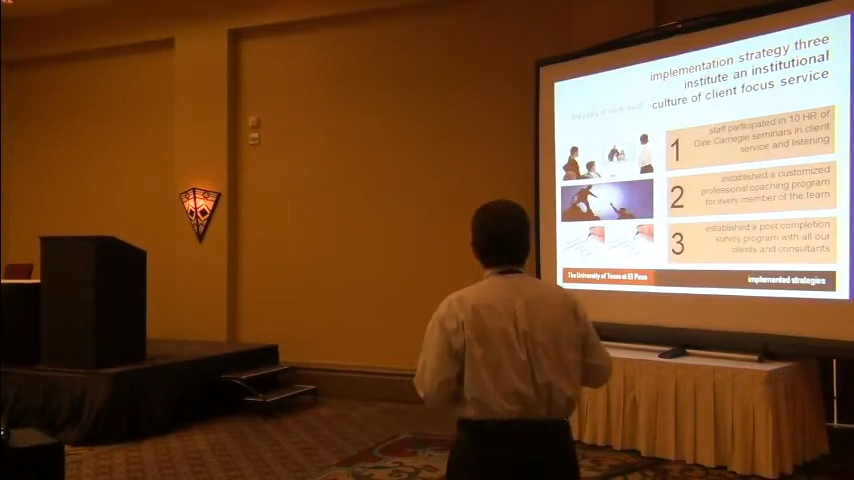 implementation strategy three
institute an institutional
culture of client focus service
1
staff participated in 10 HR of
Dale Carnegie seminars in client
service and listening
2
established a customized
professional coaching program
for every member of the team
3
established a post completion
survey program with all our
clients and consultants
The University of Texas at El Paso
implemented strategies